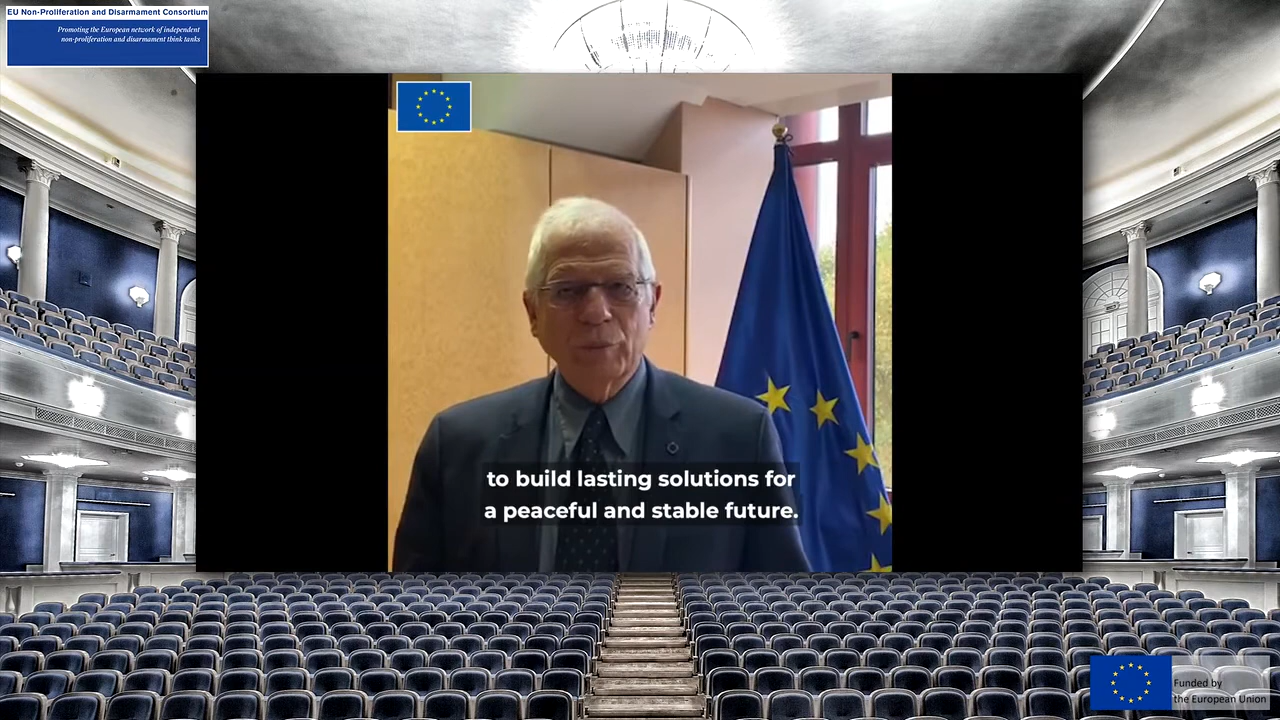 EU Non-Proliferation and Disarmament Consortium
Promoting the European network of independent
non-proliferation and disarmament think tanks
to build lasting solutions for
a peaceful and stable future.
Funded by
the European Union